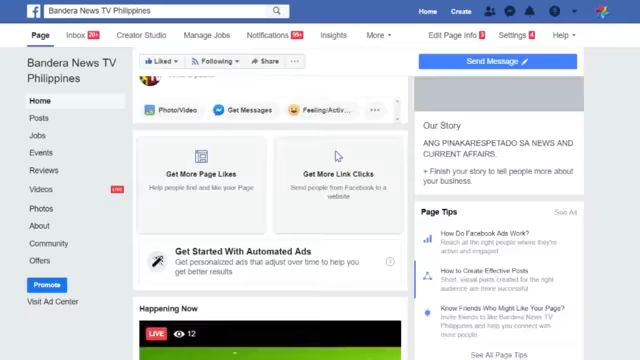 Bandera News TV Philippines
Home
Create
Page
Inbox 20+
Creator Studio
Manage Jobs
Notifications 99+
Insights
More
Edit Page Info 3
Settings 4
Help
Bandera News TV
Philippines
Home
Posts
Jobs
Events
Reviews
Videos LIVE
Photos
About
Community
Offers
Promote
Visit Ad Center
Liked
Following
Share
Send Message
Photo/Video
Get Messages
Feeling/Activ...
Get More Page Likes
Help people find and like your Page
Get More Link Clicks
Send people from Facebook to a
website
Get Started With Automated Ads
Get personalized ads that adjust over time to help you
get better results
Happening Now
LIVE 12
Our Story
ANG PINAKARESPETADO SA NEWS AND
CURRENT AFFAIRS.
+ Finish your story to tell people more about
your business.
Page Tips
See All
How Do Facebook Ads Work?
Reach all the right people where they're
active and engaged
How to Create Effective Posts
Short, visual posts created for the right
audience are more successful
Know Friends Who Might Like Your Page?
Invite friends to like Bandera News TV
Philippines and help you connect with
more people
See All Page Tips